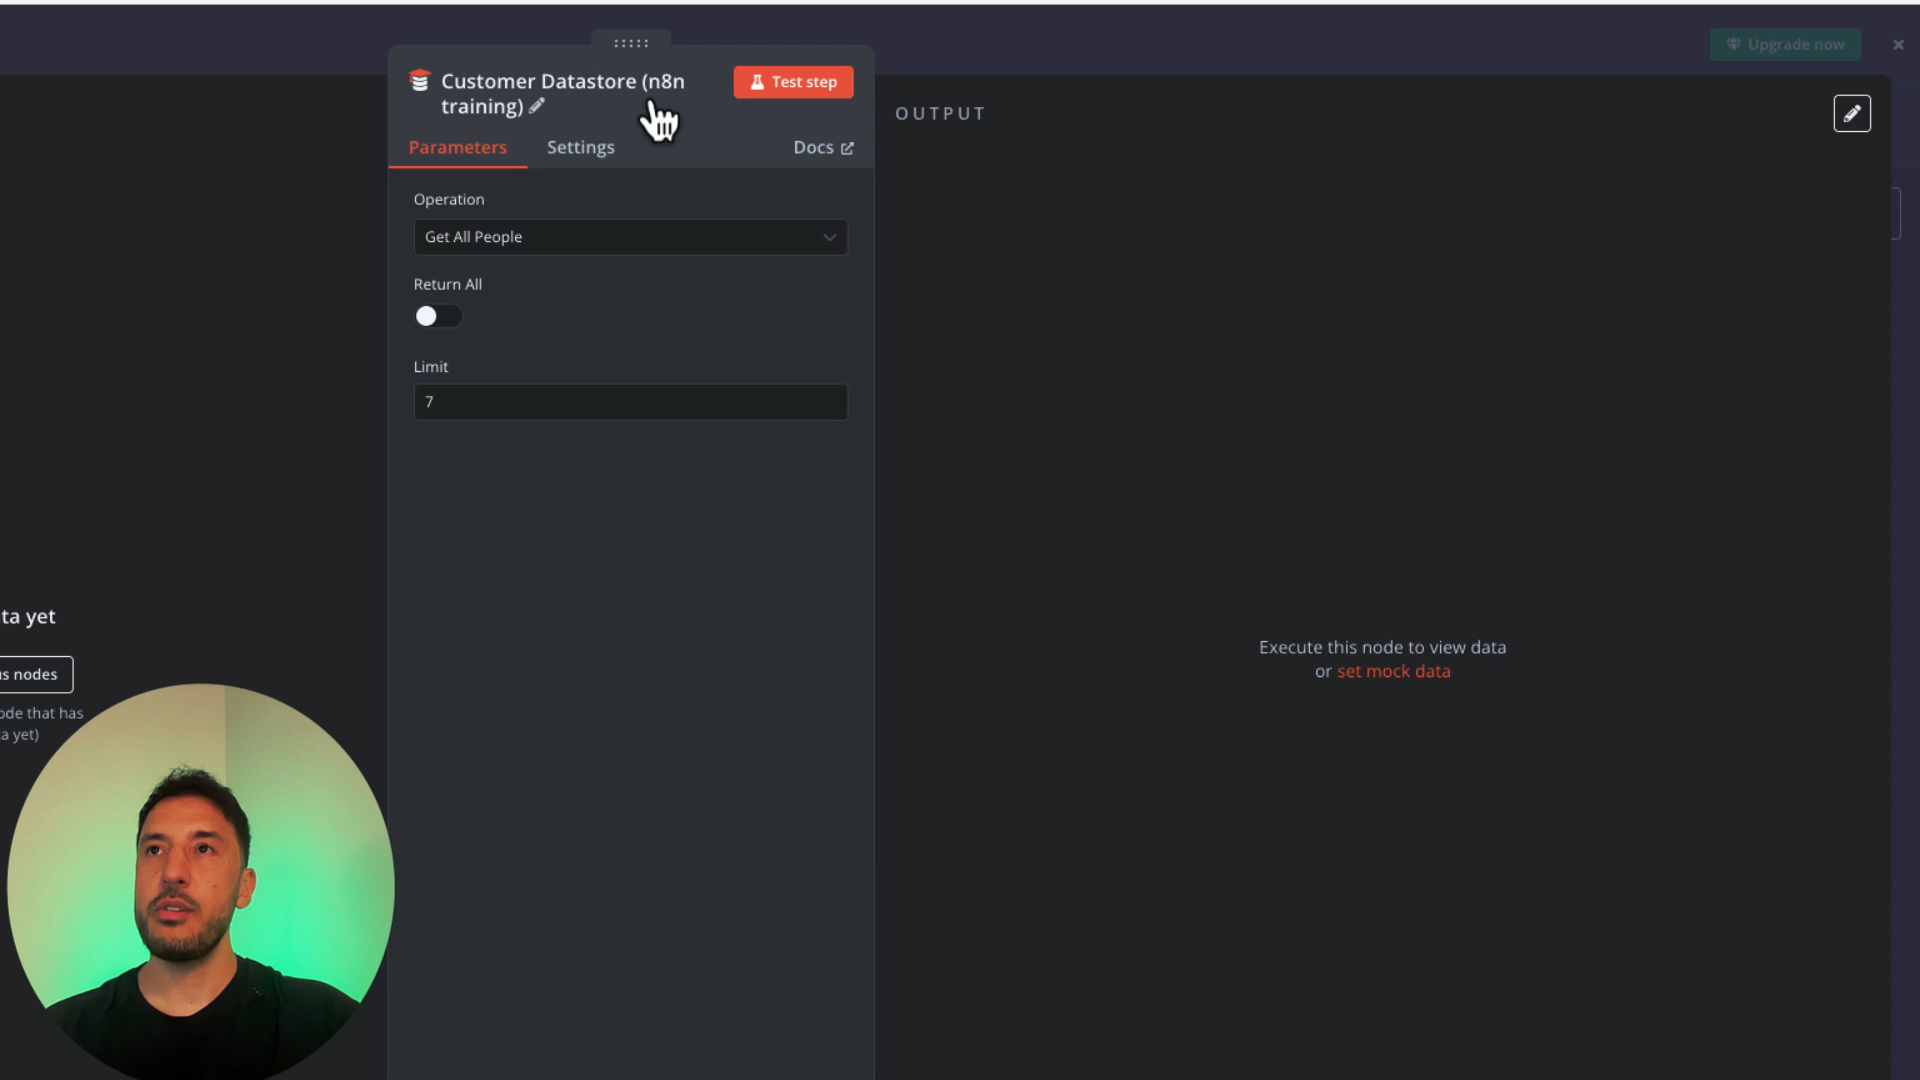 Upgrade now
Customer Datastore (n8n
training)
Test step
OUTPUT
Parameters
Settings
Docs
Operation
Get All People
Return All
Limit
7
ta yet
s nodes
ode that has
a yet)
Execute this node to view data
or set mock data